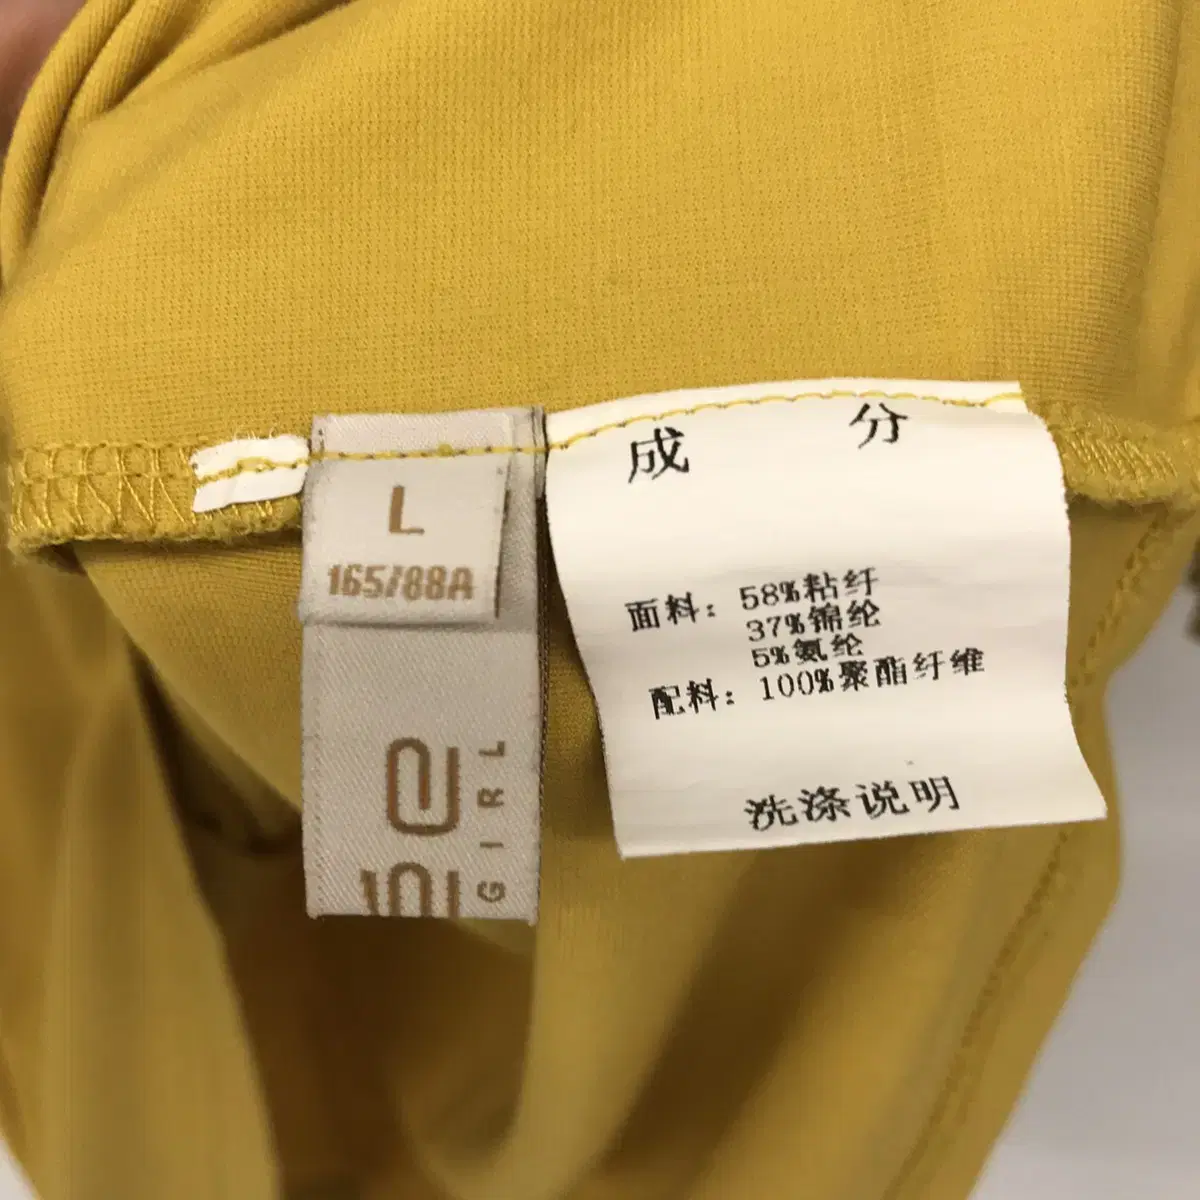 L
165/88A
GIRL
成 分
面料: 58%粘纤
37%锦纶
5%氨纶
配料: 100%聚酯纤维
洗涤说明